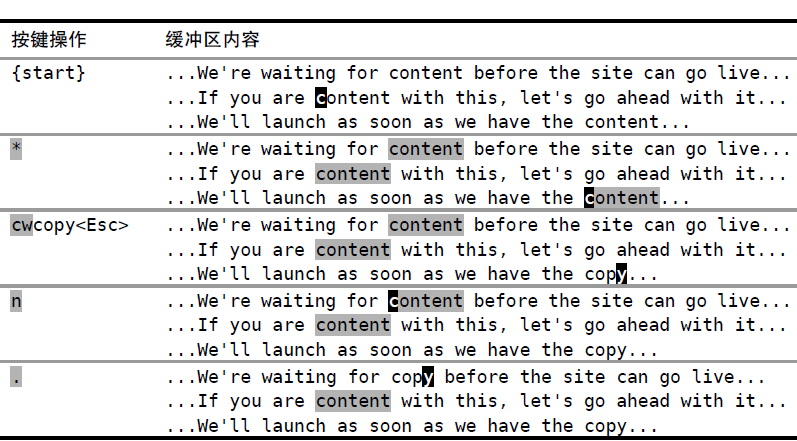 按键操作 缓冲区内容
{start} ...We're waiting for content before the site can go live...
...If you are content with this, let's go ahead with it...
...We'll launch as soon as we have the content...
* ...We're waiting for content before the site can go live...
...If you are content with this, let's go ahead with it...
...We'll launch as soon as we have the content...
cwcopy<Esc> ...We're waiting for content before the site can go live...
...If you are content with this, let's go ahead with it...
...We'll launch as soon as we have the copy...
n ...We're waiting for content before the site can go live...
...If you are content with this, let's go ahead with it...
...We'll launch as soon as we have the copy...
. ...We're waiting for copy before the site can go live...
...If you are content with this, let's go ahead with it...
...We'll launch as soon as we have the copy...